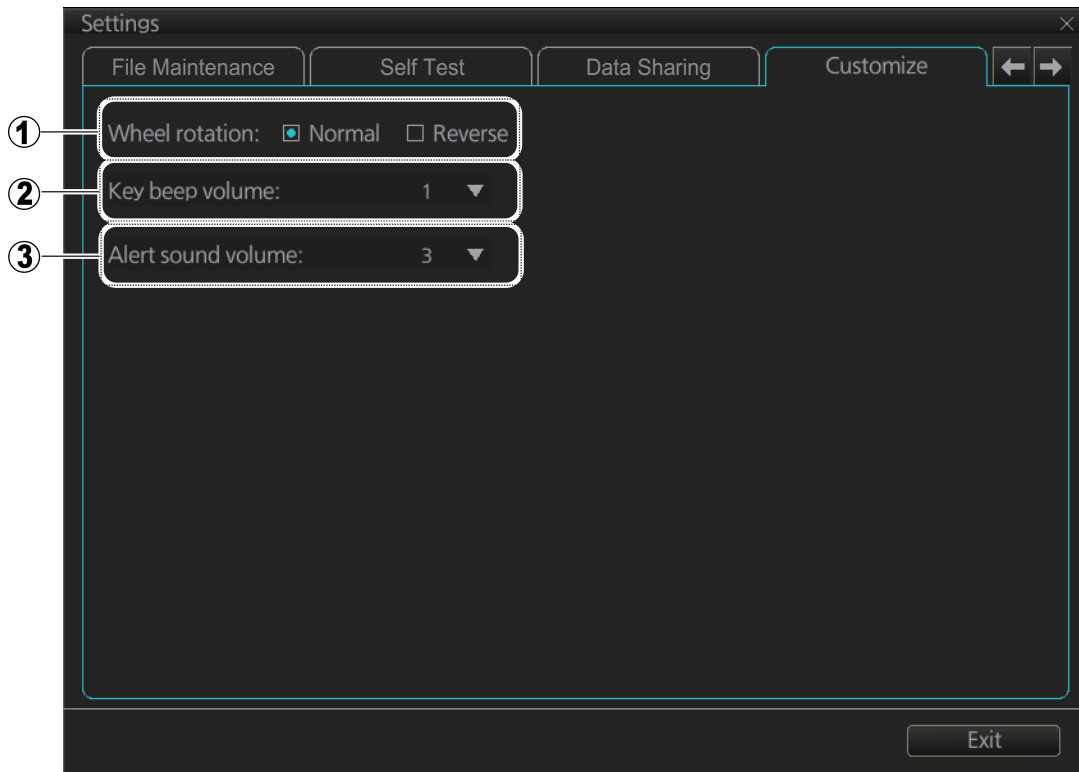 Settings
File Maintenance Self Test Data Sharing Customize
1 Wheel rotation: Normal Reverse
2 Key beep volume: 1
3 Alert sound volume: 3
Exit